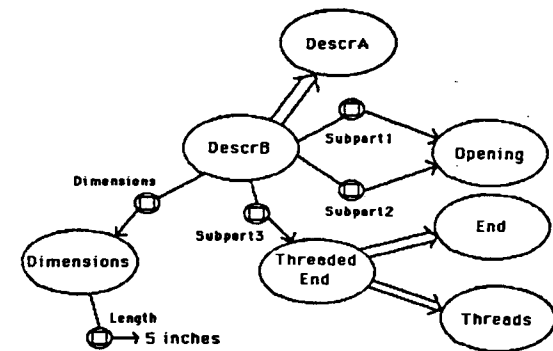 DescrA
Subpart1
DescrB
Opening
Dimensions
Subpart2
End
Subpart3
Dimensions
Threaded
End
Length
5 inches
Threads